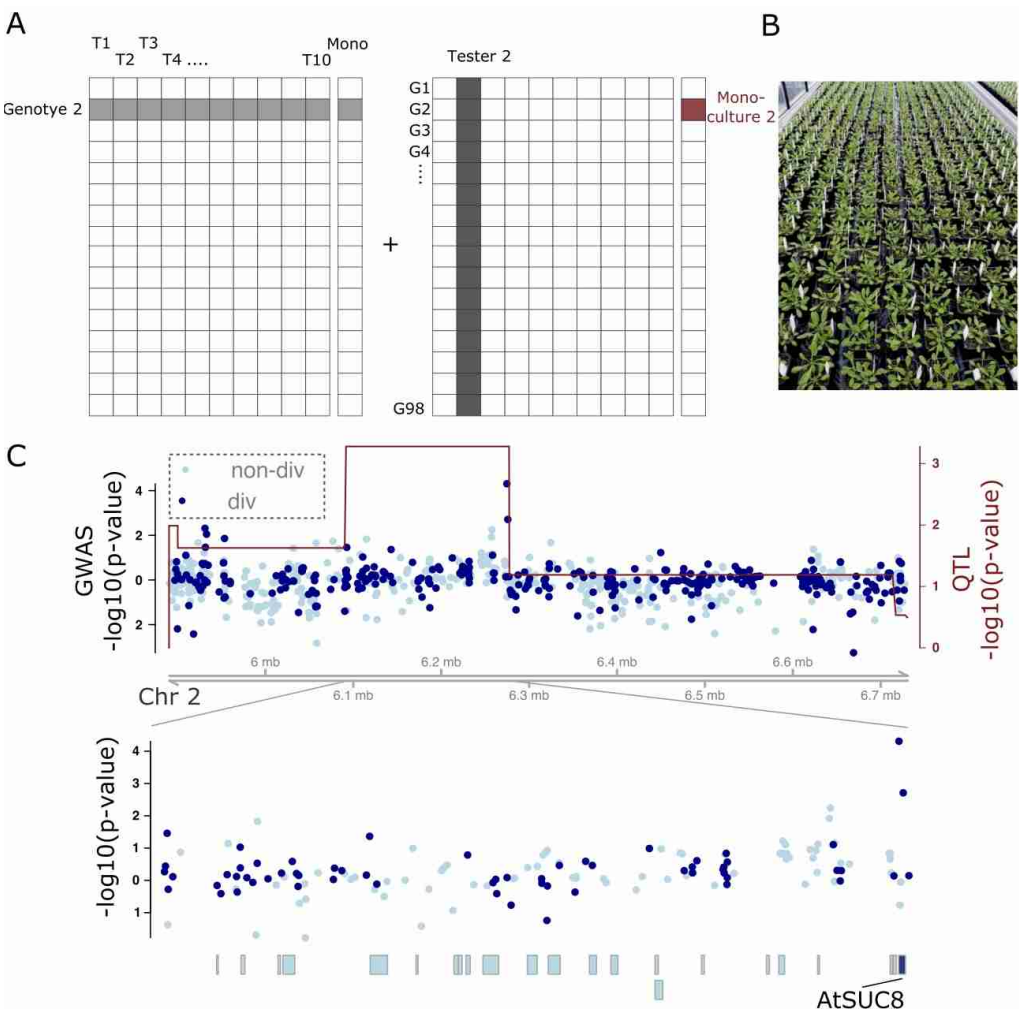 A
B
T1
T3
Mono
T2
T4 ....
T10
Tester 2
Genotye 2
G1
G2
G3
G4
....
G98
+
Mono-
culture 2
C
non-div
div
GWAS
-log10(p-value)
4
2
0
2
QTL
-log10(p-value)
3
2
1
0
6 mb
6.2 mb
6.4 mb
6.6 mb
Chr 2
6.1 mb
6.3 mb
6.5 mb
6.7 mb
-log10(p-value)
4
3
2
1
0
1
AtSUC8